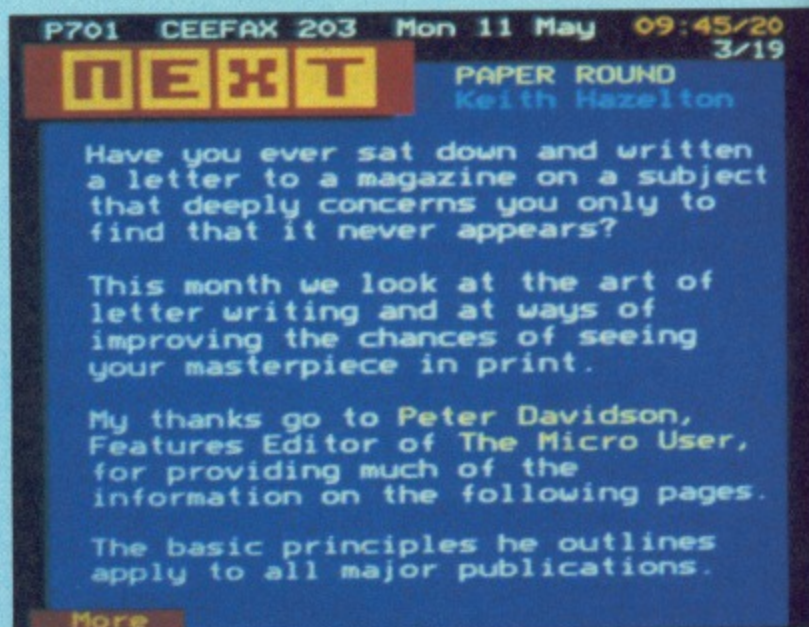 P701 CEEFAX 203 Mon 11 May 09:45/20
3/19
NEXT
PAPER ROUND
Keith Hazelton
Have you ever sat down and written
a letter to a magazine on a subject
that deeply concerns you only to
find that it never appears?
This month we look at the art of
letter writing and at ways of
improving the chances of seeing
your masterpiece in print.
My thanks go to Peter Davidson,
Features Editor of The Micro User,
for providing much of the
information on the following pages.
The basic principles he outlines
apply to all major publications.
More